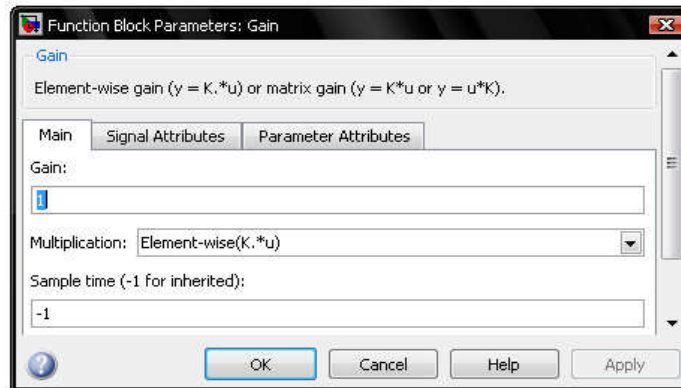 Function Block Parameters: Gain
Gain
Element-wise gain (y = K.*u) or matrix gain (y = K*u or y = u*K).
Main Signal Attributes Parameter Attributes
Gain:
1
Multiplication: Element-wise(K.*u)
Sample time (-1 for inherited):
-1
OK Cancel Help Apply